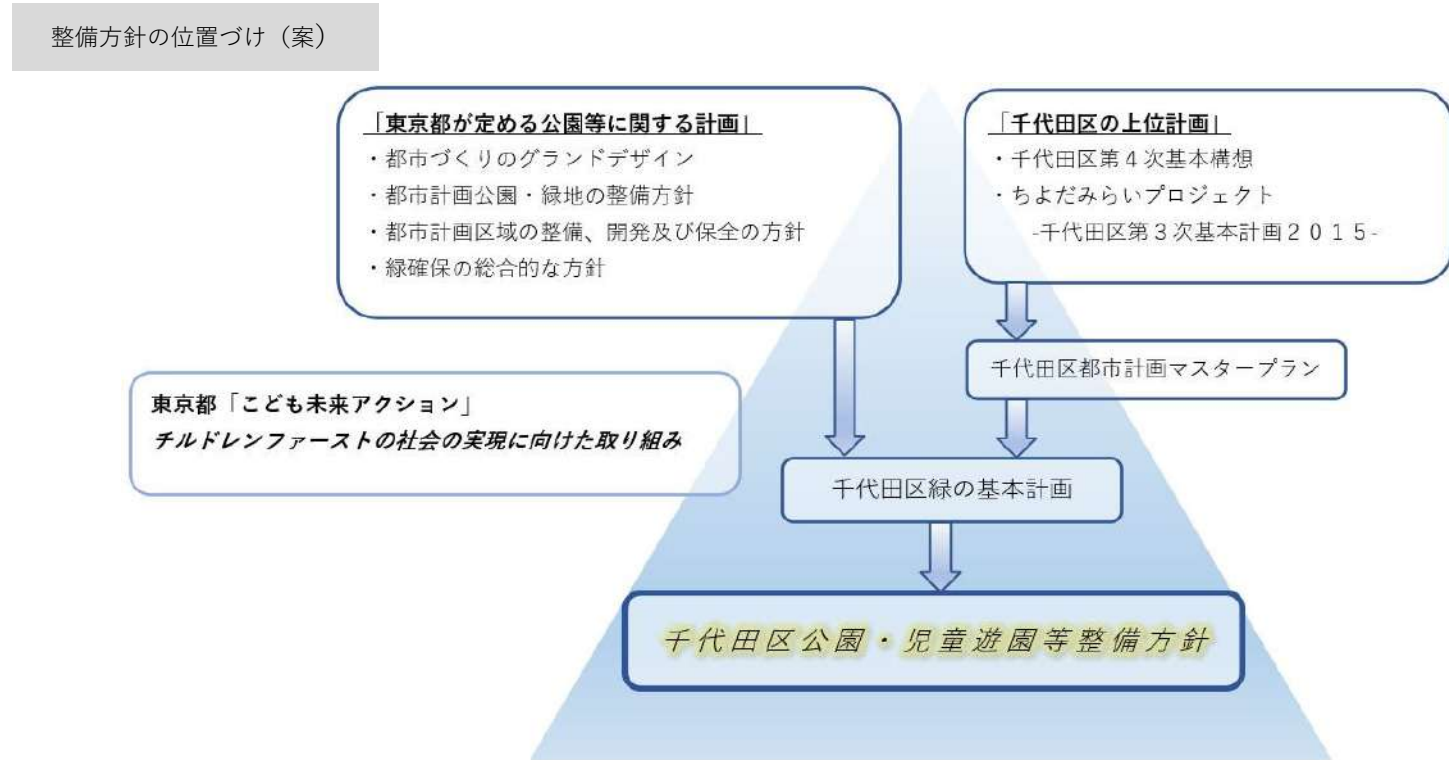 整備方針の位置づけ（案）
「東京都が定める公園等に関する計画」
・都市づくりのグランドデザイン
・都市計画公園・緑地の整備方針
・都市計画区域の整備、開発及び保全の方針
・緑確保の総合的な方針
「千代田区の上位計画」
・千代田区第４次基本構想
・ちよだみらいプロジェクト
-千代田区第３次基本計画２０１５-
千代田区都市計画マスタープラン
東京都「こども未来アクション」
チルドレンファーストの社会の実現に向けた取り組み
千代田区緑の基本計画
千代田区公園・児童遊園等整備方針